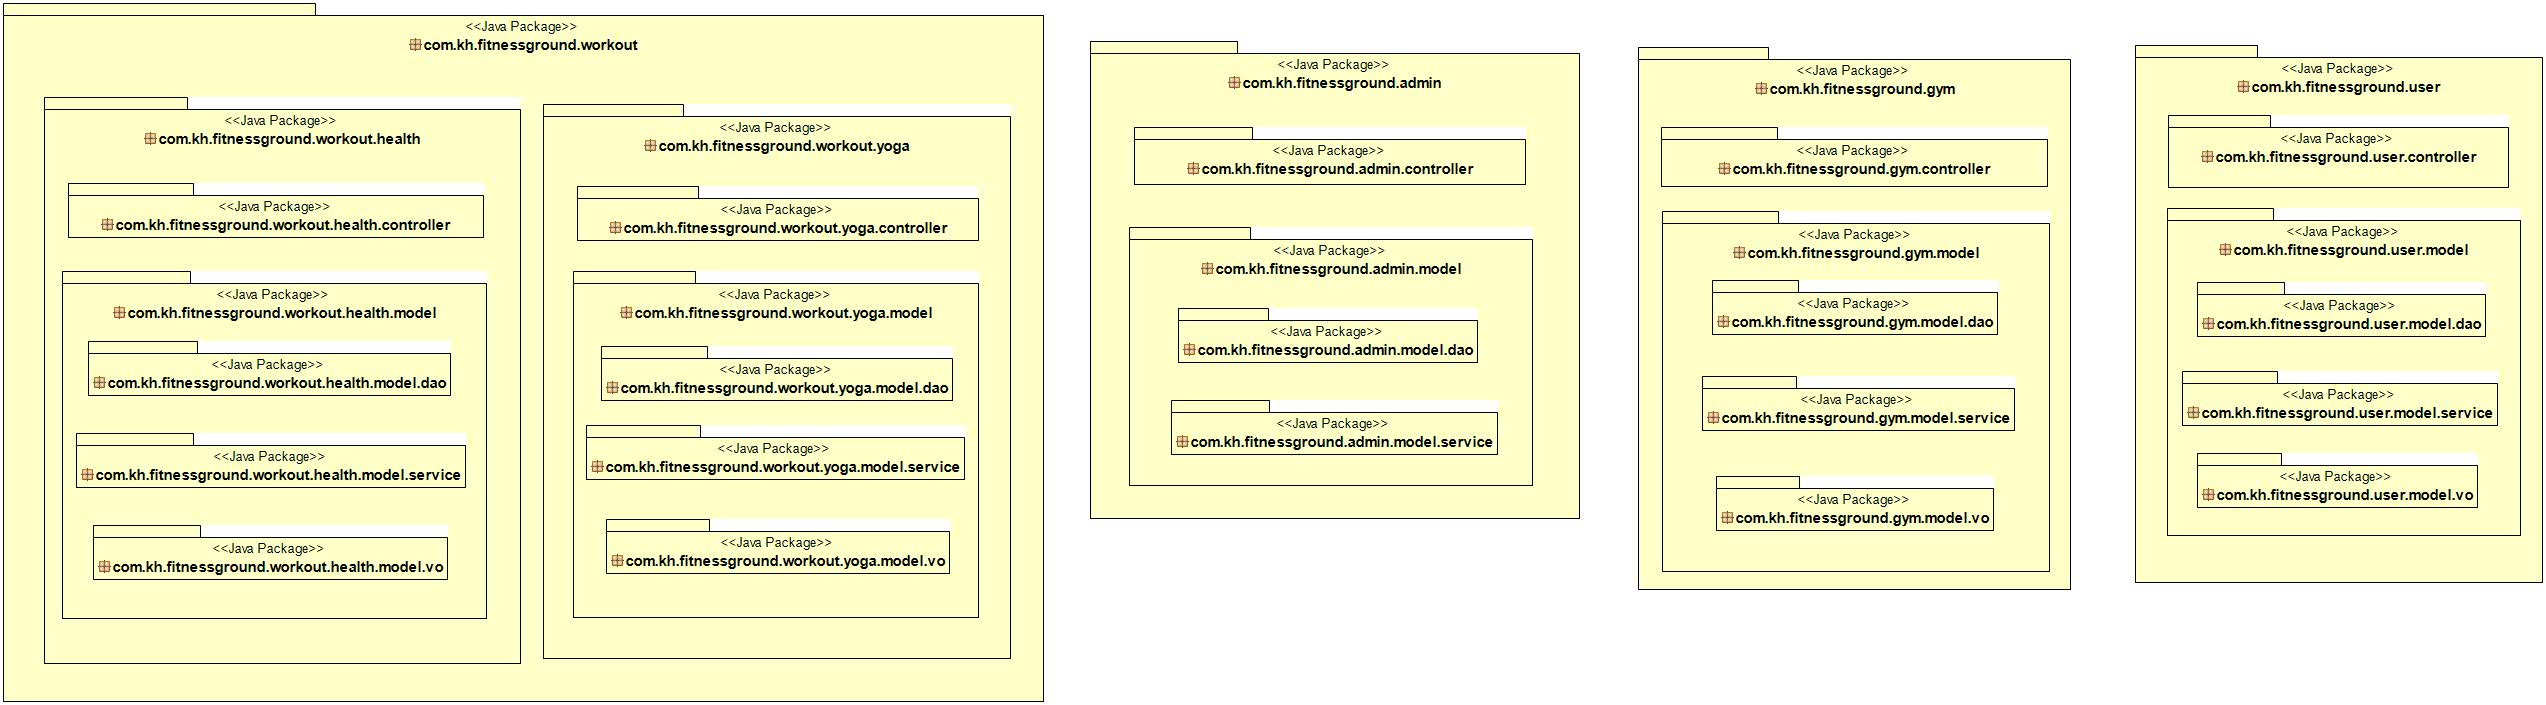 <<Java Package>>
com.kh.fitnessground.workout
<<Java Package>>
com.kh.fitnessground.workout.health
<<Java Package>>
com.kh.fitnessground.workout.health.controller
<<Java Package>>
com.kh.fitnessground.workout.health.model
<<Java Package>>
com.kh.fitnessground.workout.health.model.dao
<<Java Package>>
com.kh.fitnessground.workout.health.model.service
<<Java Package>>
com.kh.fitnessground.workout.health.model.vo
<<Java Package>>
com.kh.fitnessground.workout.yoga
<<Java Package>>
com.kh.fitnessground.workout.yoga.controller
<<Java Package>>
com.kh.fitnessground.workout.yoga.model
<<Java Package>>
com.kh.fitnessground.workout.yoga.model.dao
<<Java Package>>
com.kh.fitnessground.workout.yoga.model.service
<<Java Package>>
com.kh.fitnessground.workout.yoga.model.vo
<<Java Package>>
com.kh.fitnessground.admin
<<Java Package>>
com.kh.fitnessground.admin.controller
<<Java Package>>
com.kh.fitnessground.admin.model
<<Java Package>>
com.kh.fitnessground.admin.model.dao
<<Java Package>>
com.kh.fitnessground.admin.model.service
<<Java Package>>
com.kh.fitnessground.gym
<<Java Package>>
com.kh.fitnessground.gym.controller
<<Java Package>>
com.kh.fitnessground.gym.model
<<Java Package>>
com.kh.fitnessground.gym.model.dao
<<Java Package>>
com.kh.fitnessground.gym.model.service
<<Java Package>>
com.kh.fitnessground.gym.model.vo
<<Java Package>>
com.kh.fitnessground.user
<<Java Package>>
com.kh.fitnessground.user.controller
<<Java Package>>
com.kh.fitnessground.user.model
<<Java Package>>
com.kh.fitnessground.user.model.dao
<<Java Package>>
com.kh.fitnessground.user.model.service
<<Java Package>>
com.kh.fitnessground.user.model.vo